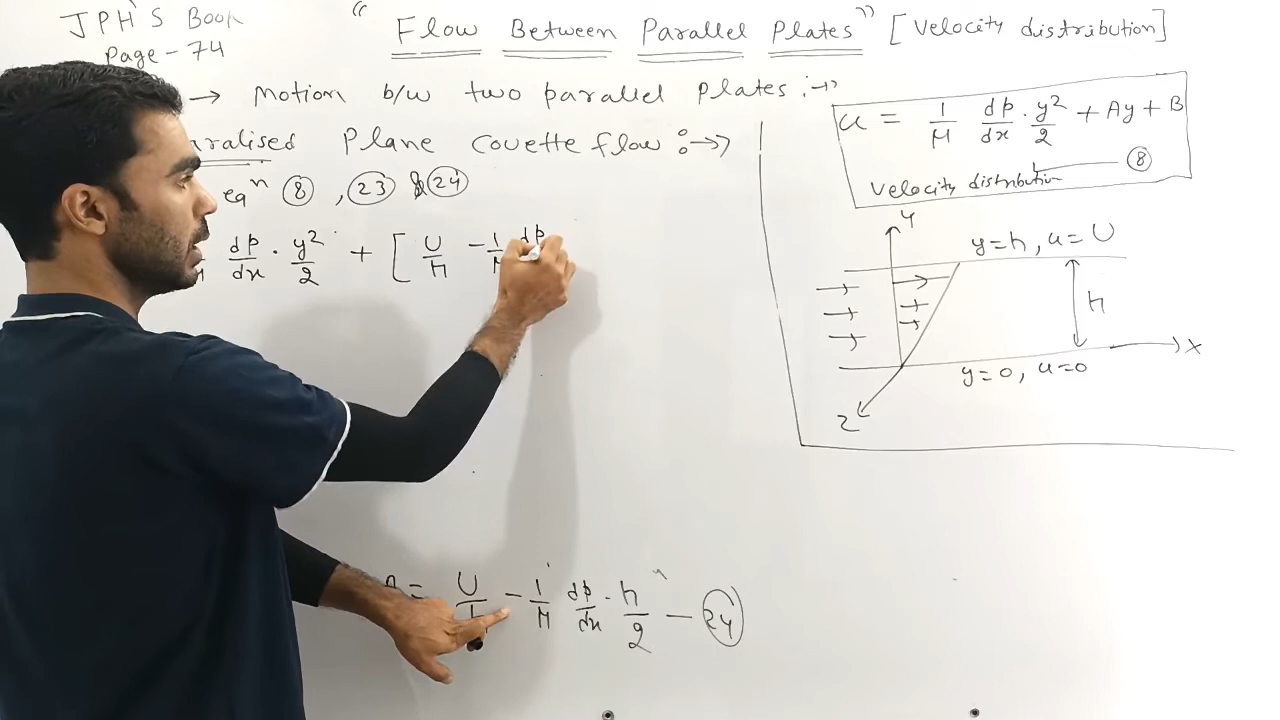 JPH'S Book
Page - 74
"Flow Between Parallel Plates" [Velocity distribution]
→ Motion b/w two parallel Plates :→
ralised Plane Couette flow :→
eqⁿ ⑧ , ㉓ & ㉔
dp/dx · y²/2 + [ U/h - 1/μ dp
u = 1/μ dp/dx · y²/2 + Ay + B
⑧
Velocity distribution
Y
y=h, u=U
h
X
y=0, u=0
Z
= U - 1/μ dp/dx · h/2 - ㉔